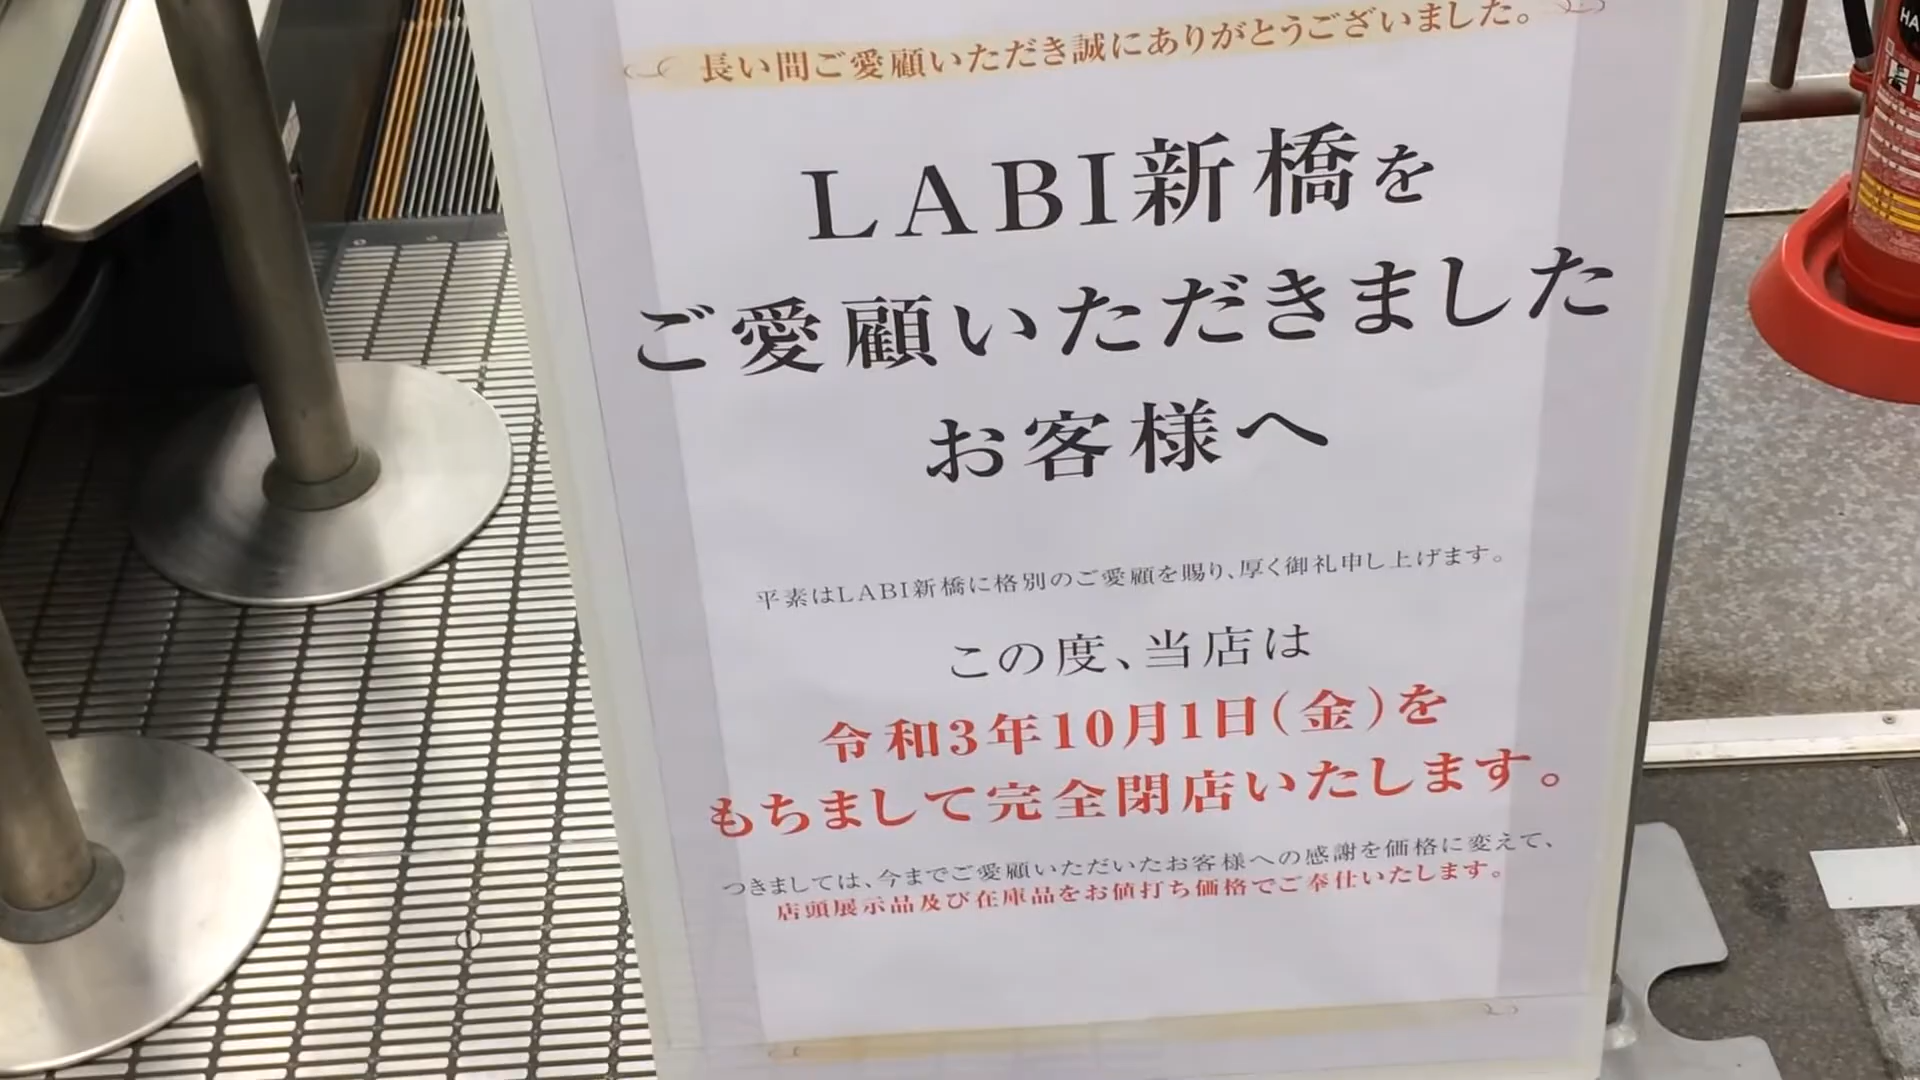 長い間ご愛顧いただき誠にありがとうございました。
LABI新橋を
ご愛顧いただきました
お客様へ
平素はLABI新橋に格別のご愛顧を賜り、厚く御礼申し上げます。
この度、当店は
令和3年10月1日(金)を
もちまして完全閉店いたします。
つきましては、今までご愛顧いただいたお客様への感謝を価格に変えて、
店頭展示品及び在庫品をお値打ち価格でご奉仕いたします。